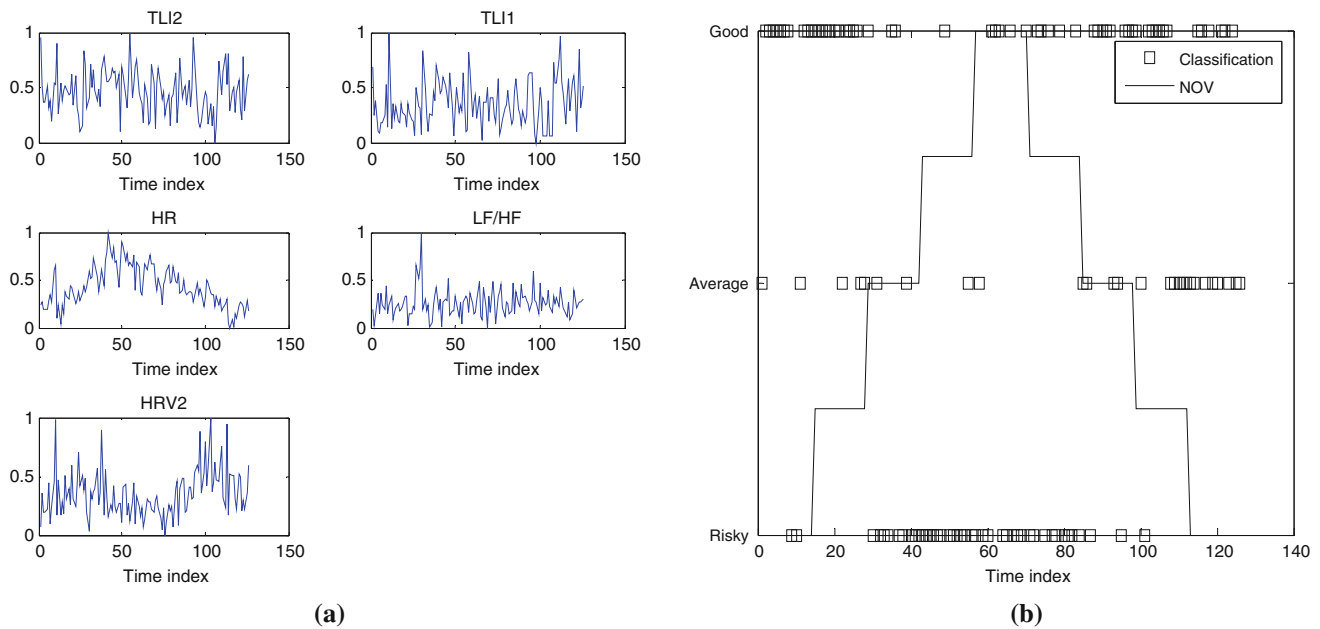 TLI2
1
0.5
0
0 50 100 150
Time index
TLI1
1
0.5
0
0 50 100 150
Time index
HR
1
0.5
0
0 50 100 150
Time index
LF/HF
1
0.5
0
0 50 100 150
Time index
HRV2
1
0.5
0
0 50 100 150
Time index
(a)
Good
Average
Risky
Classification
NOV
0 20 40 60 80 100 120 140
Time index
(b)